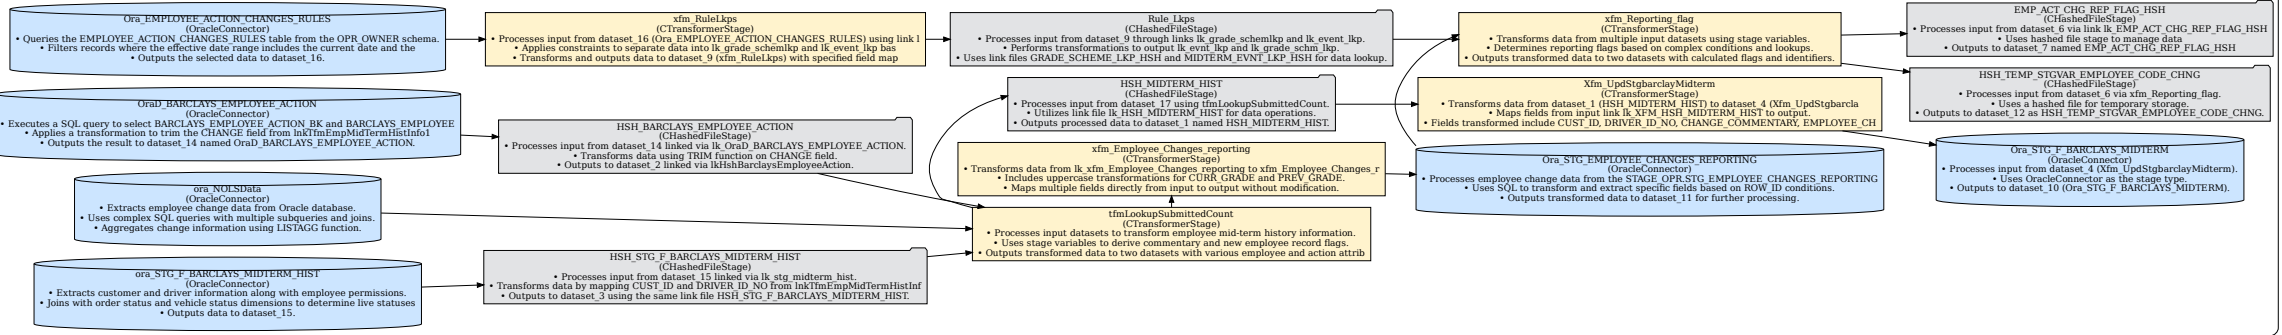 Ora_EMPLOYEE_ACTION_CHANGES_RULES
(OracleConnector)
• Queries the EMPLOYEE_ACTION_CHANGES_RULES table from the OPR_OWNER schema.
• Filters records where the effective date range includes the current date and the
• Outputs the selected data to dataset_16.
xfm_RuleLkps
(CTransformerStage)
• Processes input from dataset_16 (Ora_EMPLOYEE_ACTION_CHANGES_RULES) using link l
• Applies constraints to separate data into lk_grade_schemlkp and lk_event_lkp bas
• Transforms and outputs data to dataset_9 (xfm_RuleLkps) with specified field map
Rule_Lkps
(CHashedFileStage)
• Processes input from dataset_9 through links lk_grade_schemlkp and lk_event_lkp.
• Performs transformations to output lk_evnt_lkp and lk_grade_schm_lkp.
• Uses link files GRADE_SCHEME_LKP_HSH and MIDTERM_EVNT_LKP_HSH for data lookup.
xfm_Reporting_flag
(CTransformerStage)
• Transforms data from multiple input datasets using stage variables.
• Determines reporting flags based on complex conditions and lookups.
• Outputs transformed data to two datasets with calculated flags and identifiers.
EMP_ACT_CHG_REP_FLAG_HSH
(CHashedFileStage)
• Processes input from dataset_6 via link lk_EMP_ACT_CHG_REP_FLAG_HSH
• Uses hashed file stage to manage data
• Outputs to dataset_7 named EMP_ACT_CHG_REP_FLAG_HSH
HSH_TEMP_STGVAR_EMPLOYEE_CODE_CHNG
(CHashedFileStage)
• Processes input from dataset_6 via xfm_Reporting_flag.
• Uses a hashed file for temporary storage.
• Outputs to dataset_12 as HSH_TEMP_STGVAR_EMPLOYEE_CODE_CHNG.
OraD_BARCLAYS_EMPLOYEE_ACTION
(OracleConnector)
• Executes a SQL query to select BARCLAYS_EMPLOYEE_ACTION_BK and BARCLAYS_EMPLOYEE
• Applies a transformation to trim the CHANGE field from lnkTfmEmpMidTermHistInfo1
• Outputs the result to dataset_14 named OraD_BARCLAYS_EMPLOYEE_ACTION.
HSH_BARCLAYS_EMPLOYEE_ACTION
(CHashedFileStage)
• Processes input from dataset_14 linked via lk_OraD_BARCLAYS_EMPLOYEE_ACTION.
• Transforms data using TRIM function on CHANGE field.
• Outputs to dataset_2 linked via lkHshBarclaysEmployeeAction.
HSH_MIDTERM_HIST
(CHashedFileStage)
• Processes input from dataset_17 using tfmLookupSubmittedCount.
• Utilizes link file lk_HSH_MIDTERM_HIST for data operations.
• Outputs processed data to dataset_1 named HSH_MIDTERM_HIST.
Xfm_UpdStgbarclayMidterm
(CTransformerStage)
• Transforms data from dataset_1 (HSH_MIDTERM_HIST) to dataset_4 (Xfm_UpdStgbarcla
• Maps fields from input link lk_XFM_HSH_MIDTERM_HIST to output.
• Fields transformed include CUST_ID, DRIVER_ID_NO, CHANGE_COMMENTARY, EMPLOYEE_CH
xfm_Employee_Changes_reporting
(CTransformerStage)
• Transforms data from lk_xfm_Employee_Changes_reporting to xfm_Employee_Changes_r
• Includes uppercase transformations for CURR_GRADE and PREV_GRADE.
• Maps multiple fields directly from input to output without modification.
Ora_STG_EMPLOYEE_CHANGES_REPORTING
(OracleConnector)
• Processes employee change data from the STAGE_OPR.STG_EMPLOYEE_CHANGES_REPORTING
• Uses SQL to transform and extract specific fields based on ROW_ID conditions.
• Outputs transformed data to dataset_11 for further processing.
Ora_STG_F_BARCLAYS_MIDTERM
(OracleConnector)
• Processes input from dataset_4 (Xfm_UpdStgbarclayMidterm).
• Uses OracleConnector as the stage type.
• Outputs to dataset_10 (Ora_STG_F_BARCLAYS_MIDTERM).
ora_NOLSData
(OracleConnector)
• Extracts employee change data from Oracle database.
• Uses complex SQL queries with multiple subqueries and joins.
• Aggregates change information using LISTAGG function.
tfmLookupSubmittedCount
(CTransformerStage)
• Processes input datasets to transform employee mid-term history information.
• Uses stage variables to derive commentary and new employee record flags.
• Outputs transformed data to two datasets with various employee and action attrib
ora_STG_F_BARCLAYS_MIDTERM_HIST
(OracleConnector)
• Extracts customer and driver information along with employee permissions.
• Joins with order status and vehicle status dimensions to determine live statuses
• Outputs data to dataset_15.
HSH_STG_F_BARCLAYS_MIDTERM_HIST
(CHashedFileStage)
• Processes input from dataset_15 linked via lk_stg_midterm_hist.
• Transforms data by mapping CUST_ID and DRIVER_ID_NO from lnkTfmEmpMidTermHistInf
• Outputs to dataset_3 using the same link file HSH_STG_F_BARCLAYS_MIDTERM_HIST.